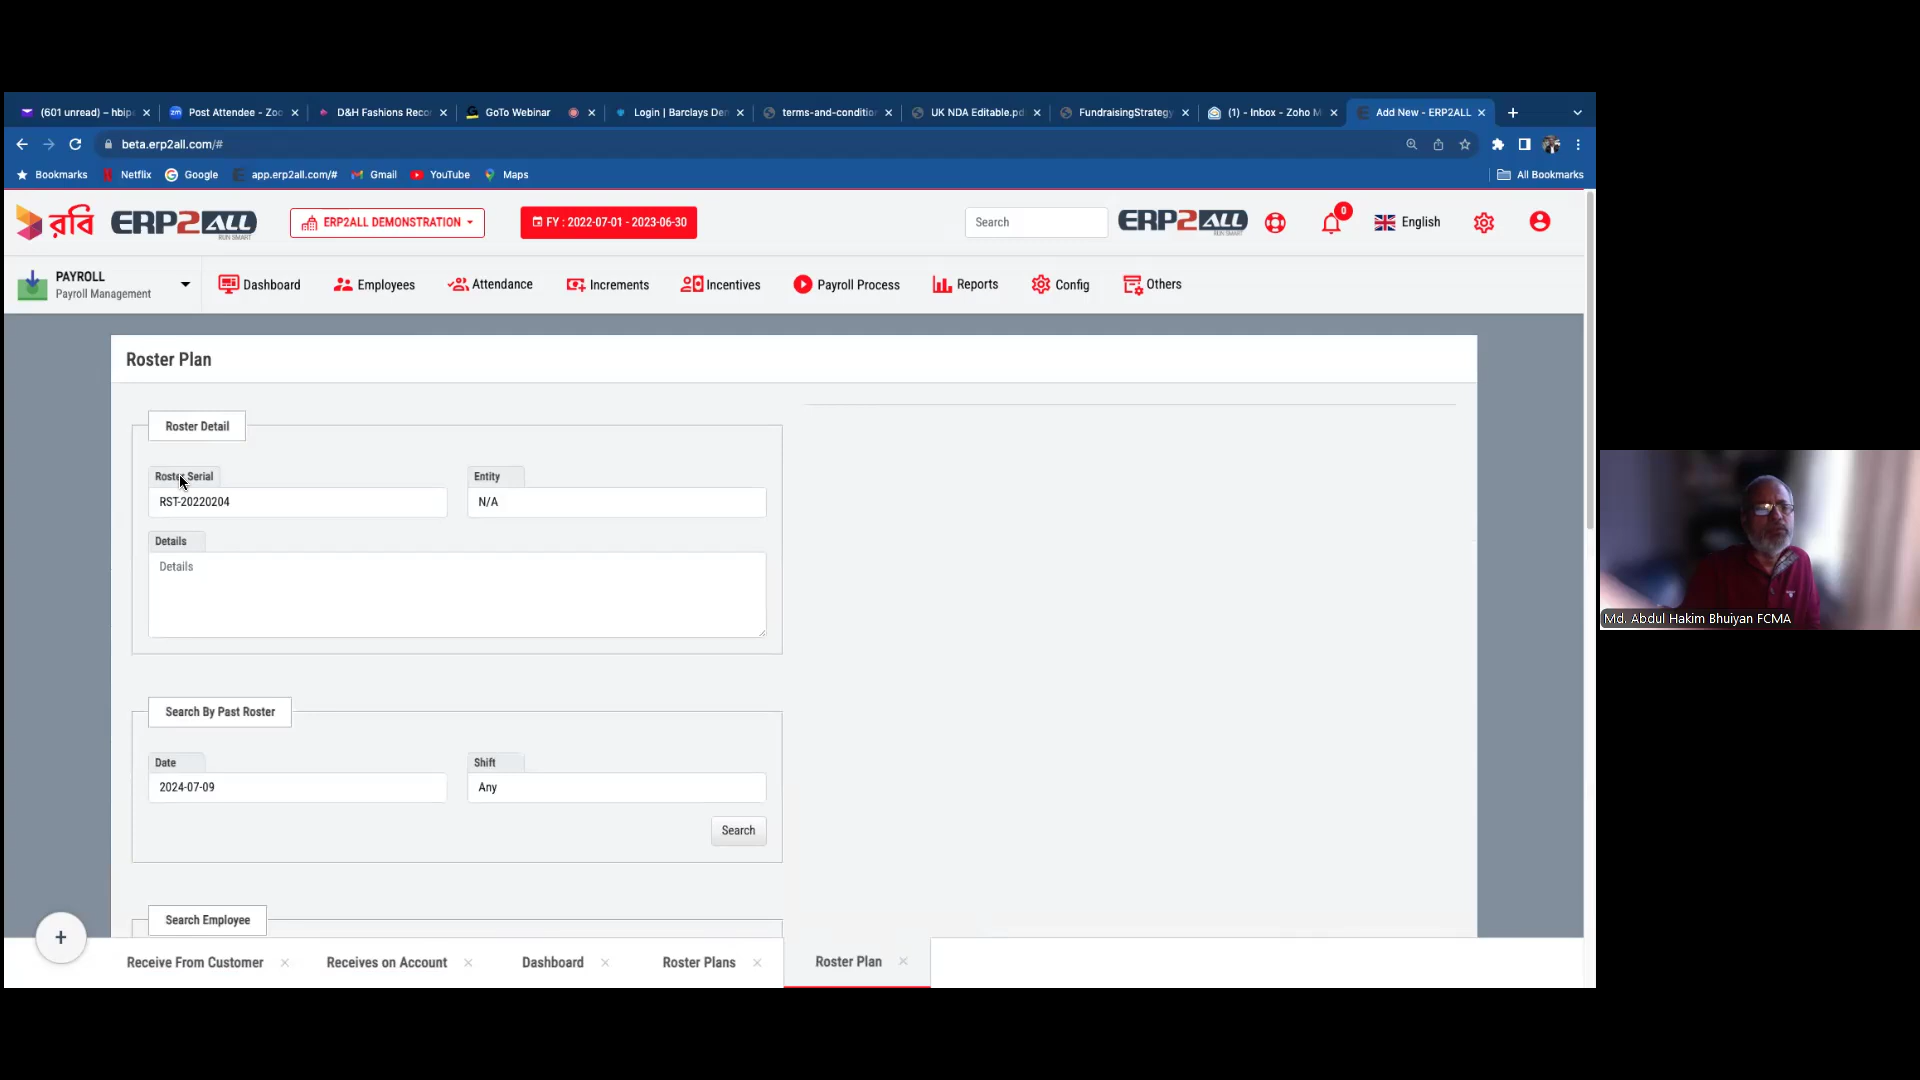 (601 unread) – hbip
Post Attendee - Zoo
D&H Fashions Reco
GoTo Webinar
Login | Barclays De
terms-and-conditio
UK NDA Editable.pd
FundraisingStrategy
(1) - Inbox - Zoho M
Add New - ERP2ALL
beta.erp2all.com/#
Bookmarks
Netflix
Google
app.erp2all.com/#
Gmail
YouTube
Maps
All Bookmarks
রবি
ERP2ALL
RUN SMART
ERP2ALL DEMONSTRATION
FY : 2022-07-01 - 2023-06-30
Search
ERP2ALL
RUN SMART
0
English
PAYROLL
Payroll Management
Dashboard
Employees
Attendance
Increments
Incentives
Payroll Process
Reports
Config
Others
Roster Plan
Roster Detail
Roster Serial
Entity
RST-20220204
N/A
Details
Details
Search By Past Roster
Date
Shift
2024-07-09
Any
Search
Search Employee
Receive From Customer
Receives on Account
Dashboard
Roster Plans
Roster Plan
Md. Abdul Hakim Bhuiyan FCMA